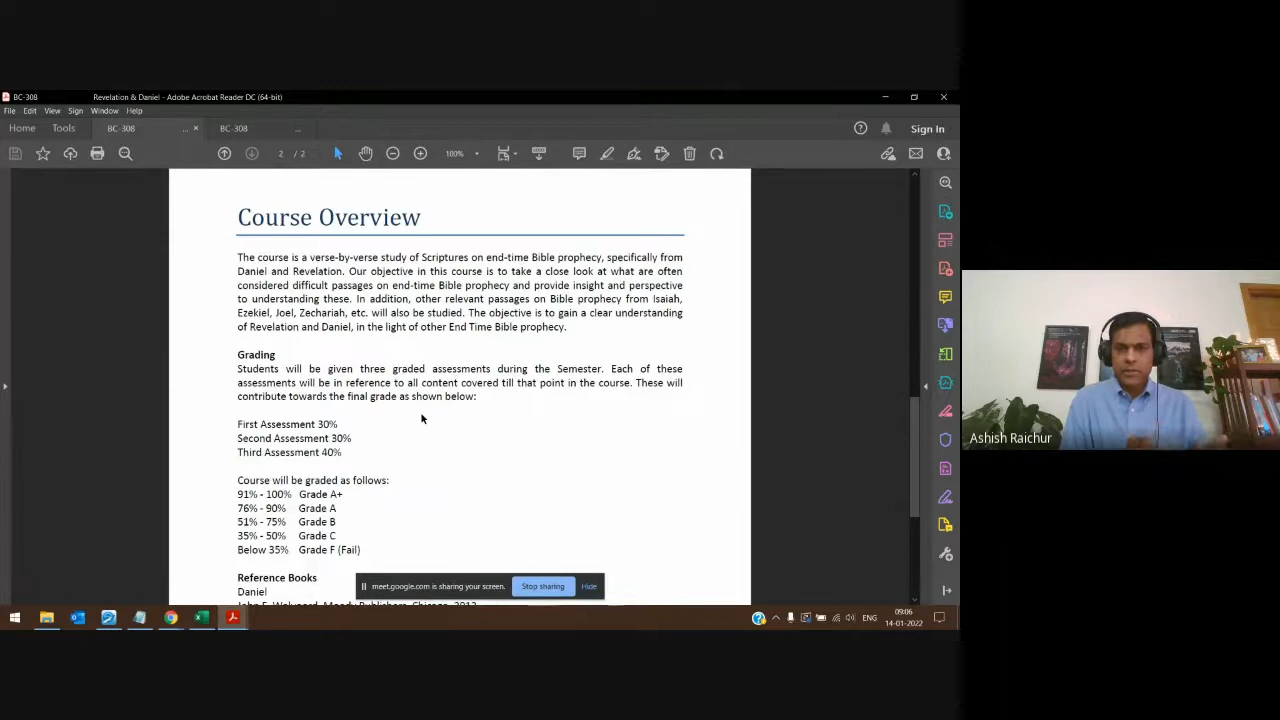 BC-308
Revelation & Daniel - Adobe Acrobat Reader DC (64-bit)
File Edit View Sign Window Help
Home Tools BC-308 ... × BC-308 ... Sign In
2 / 2 100%
Course Overview
The course is a verse-by-verse study of Scriptures on end-time Bible prophecy, specifically from
Daniel and Revelation. Our objective in this course is to take a close look at what are often
considered difficult passages on end-time Bible prophecy and provide insight and perspective
to understanding these. In addition, other relevant passages on Bible prophecy from Isaiah,
Ezekiel, Joel, Zechariah, etc. will also be studied. The objective is to gain a clear understanding
of Revelation and Daniel, in the light of other End Time Bible prophecy.
Grading
Students will be given three graded assessments during the Semester. Each of these
assessments will be in reference to all content covered till that point in the course. These will
contribute towards the final grade as shown below:
First Assessment 30%
Second Assessment 30%
Third Assessment 40%
Course will be graded as follows:
91% - 100% Grade A+
76% - 90% Grade A
51% - 75% Grade B
35% - 50% Grade C
Below 35% Grade F (Fail)
Reference Books
Daniel
meet.google.com is sharing your screen. Stop sharing Hide
ENG
09:06
14-01-2022
Ashish Raichur